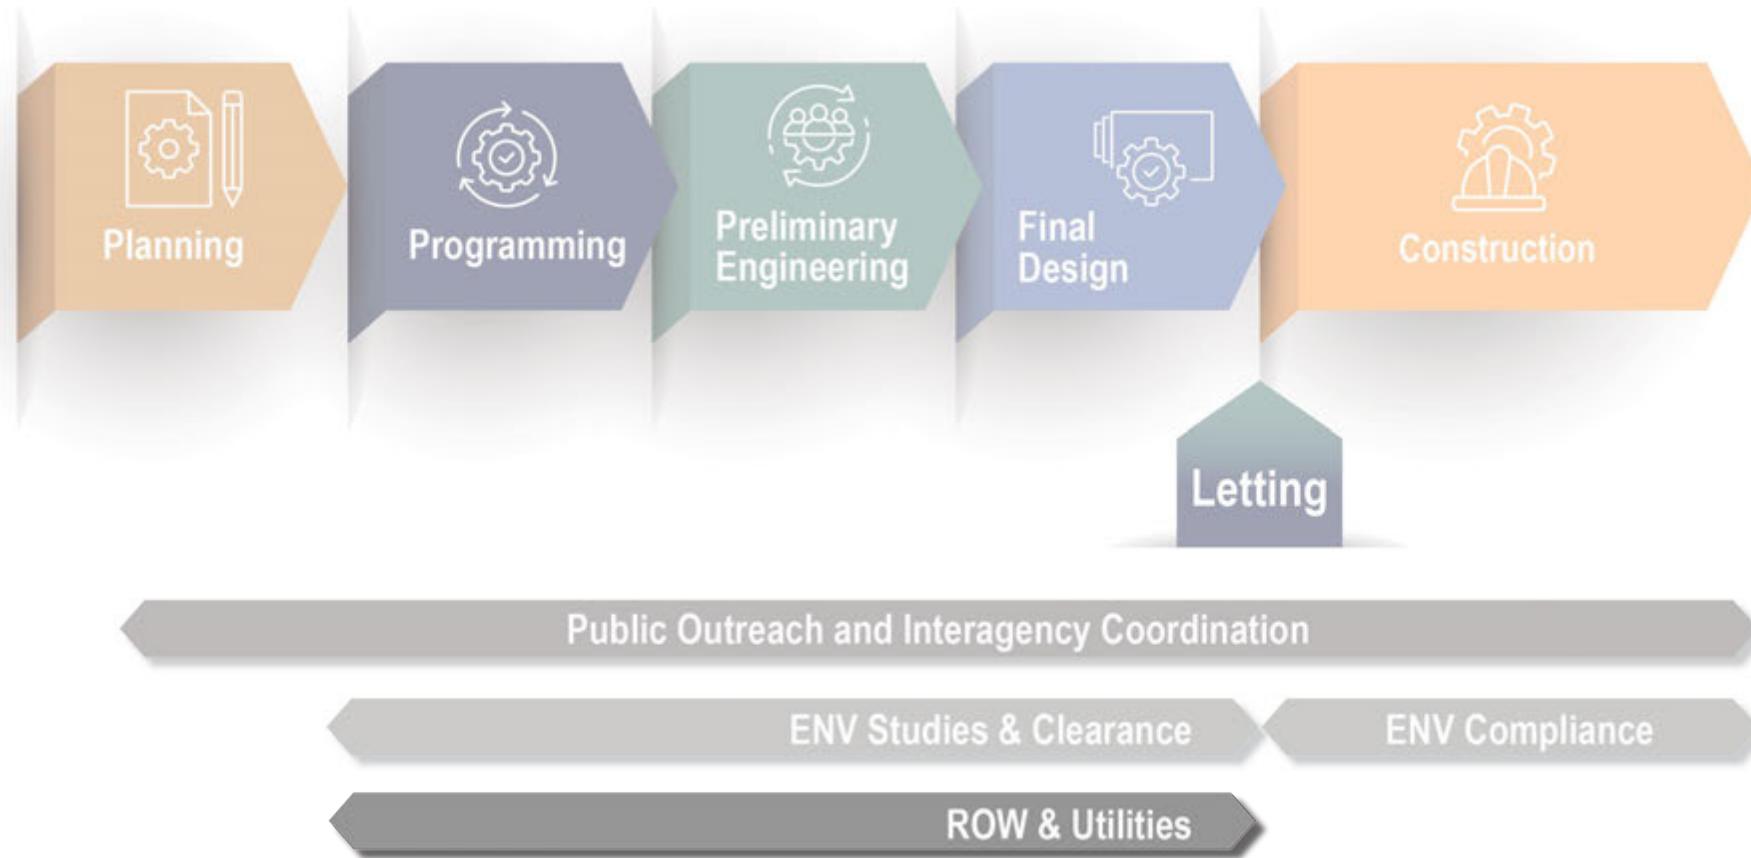 Planning
Programming
Preliminary
Engineering
Final
Design
Construction
Letting
Public Outreach and Interagency Coordination
ENV Studies & Clearance
ENV Compliance
ROW & Utilities